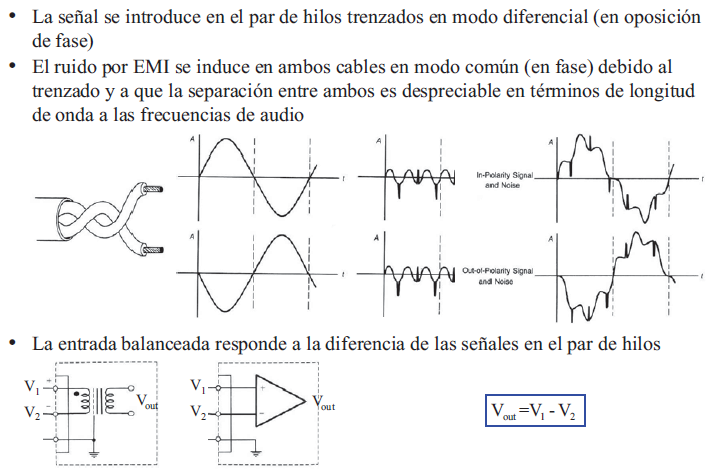 • La señal se introduce en el par de hilos trenzados en modo diferencial (en oposición
de fase)
• El ruido por EMI se induce en ambos cables en modo común (en fase) debido al
trenzado y a que la separación entre ambos es despreciable en términos de longitud
de onda a las frecuencias de audio
A
t
A
t
In-Polarity Signal
and Noise
A
t
A
t
A
t
Out-of-Polarity Signal
and Noise
A
t
• La entrada balanceada responde a la diferencia de las señales en el par de hilos
V1 +
V2 −
Vout
V1 +
V2 −
Vout
Vout =V1 - V2